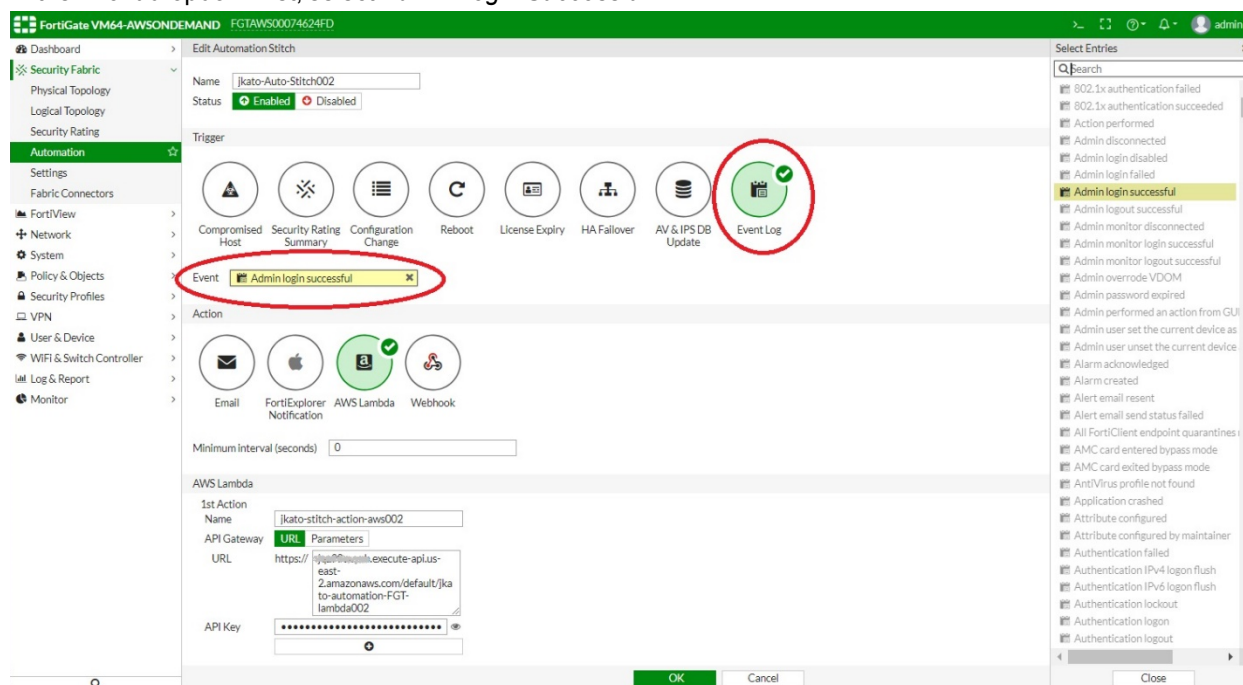 FortiGate VM64-AWSONDEMAND FGTAWS00074624FD
>_ admin
Dashboard
Security Fabric
Physical Topology
Logical Topology
Security Rating
Automation
Settings
Fabric Connectors
FortiView
Network
System
Policy & Objects
Security Profiles
VPN
User & Device
WiFi & Switch Controller
Log & Report
Monitor
Edit Automation Stitch
Name jkato-Auto-Stitch002
Status Enabled Disabled
Trigger
Compromised Host
Security Rating Summary
Configuration Change
Reboot
License Expiry
HA Failover
AV & IPS DB Update
Event Log
Event Admin login successful
Action
Email
FortiExplorer Notification
AWS Lambda
Webhook
Minimum interval (seconds) 0
AWS Lambda
1st Action
Name jkato-stitch-action-aws002
API Gateway URL Parameters
URL https:// .execute-api.us-
east-
2.amazonaws.com/default/jka
to-automation-FGT-
lambda002
API Key ••••••••••••••••••••••••••••
OK Cancel
Select Entries
Search
802.1x authentication failed
802.1x authentication succeeded
Action performed
Admin disconnected
Admin login disabled
Admin login failed
Admin login successful
Admin logout successful
Admin monitor disconnected
Admin monitor login successful
Admin monitor logout successful
Admin overrode VDOM
Admin password expired
Admin performed an action from GUI
Admin user set the current device as
Admin user unset the current device
Alarm acknowledged
Alarm created
Alert email resent
Alert email send status failed
All FortiClient endpoint quarantines
AMC card entered bypass mode
AMC card exited bypass mode
AntiVirus profile not found
Application crashed
Attribute configured
Attribute configured by maintainer
Authentication failed
Authentication IPv4 logon flush
Authentication IPv6 logon flush
Authentication lockout
Authentication logon
Authentication logout
Close